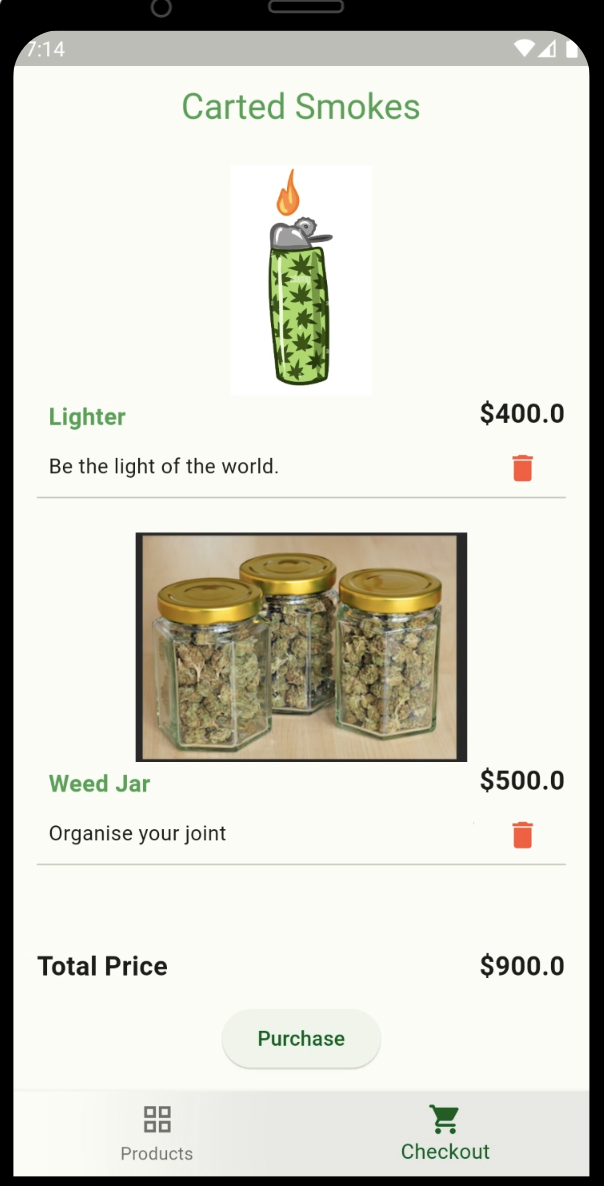 7:14
Carted Smokes
Lighter
$400.0
Be the light of the world.
Weed Jar
$500.0
Organise your joint
Total Price
$900.0
Purchase
Products
Checkout